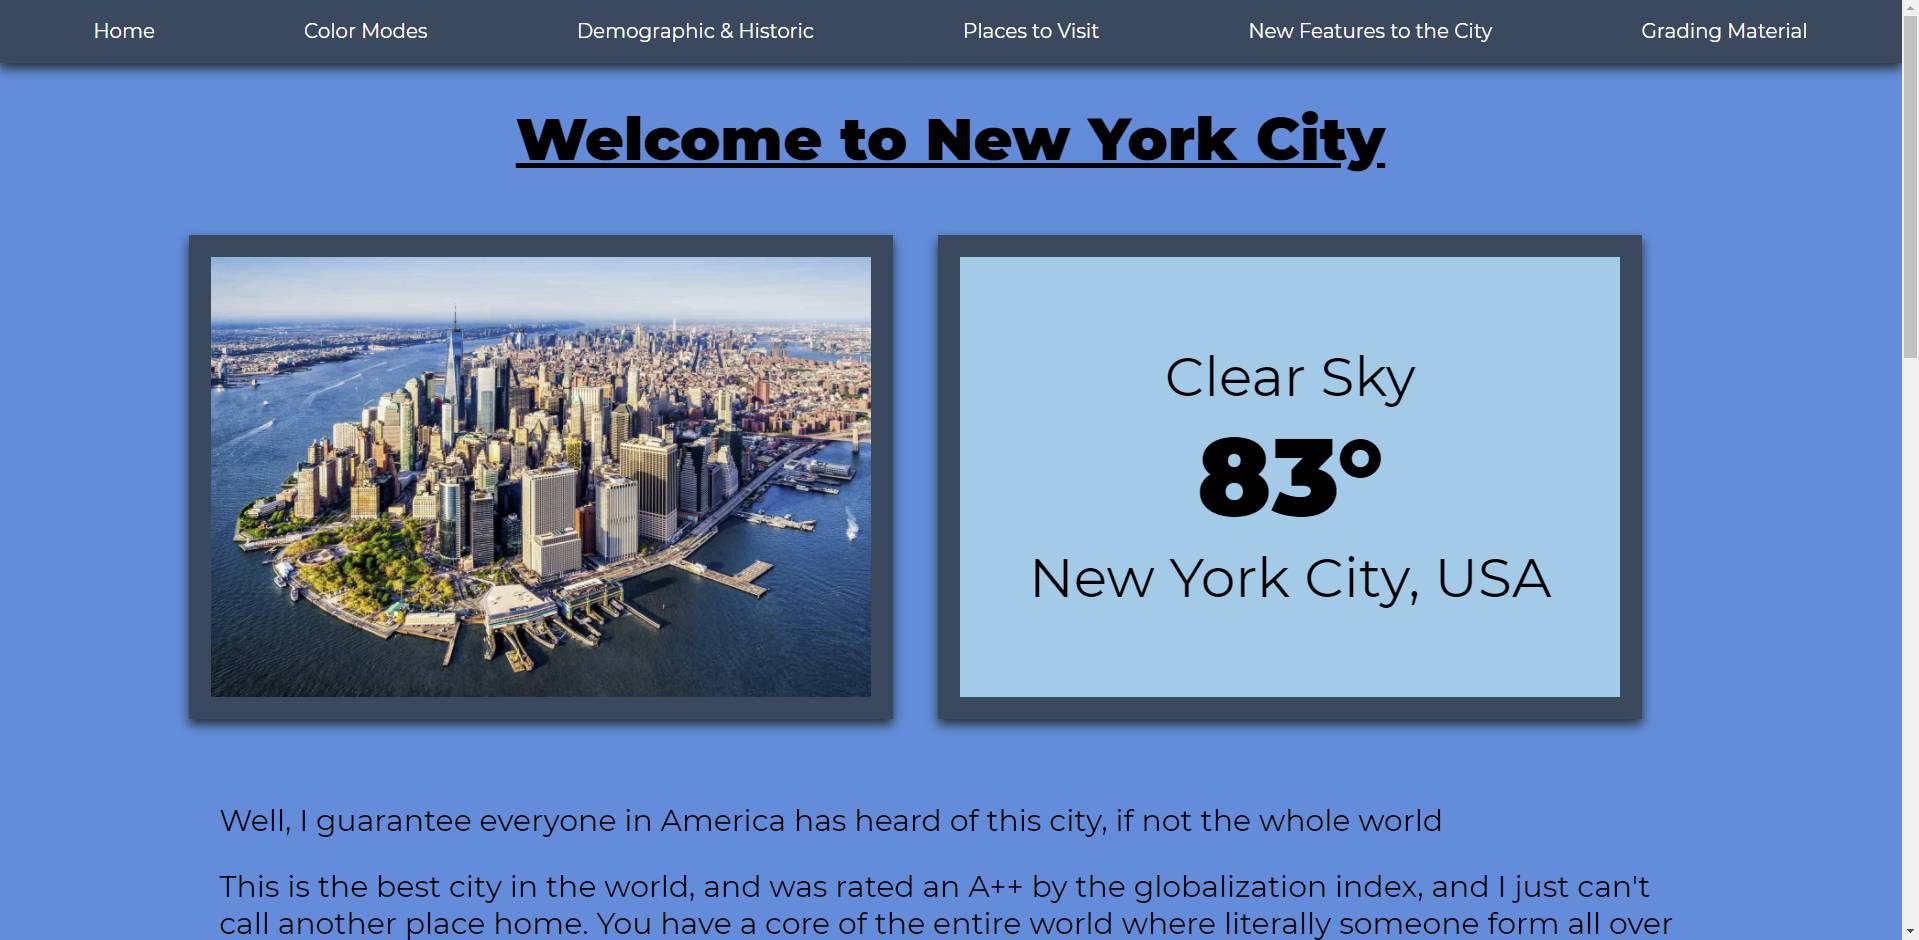 Home Color Modes Demographic & Historic Places to Visit New Features to the City Grading Material
Welcome to New York City
Clear Sky
83°
New York City, USA
Well, I guarantee everyone in America has heard of this city, if not the whole world
This is the best city in the world, and was rated an A++ by the globalization index, and I just can't
call another place home. You have a core of the entire world where literally someone form all over